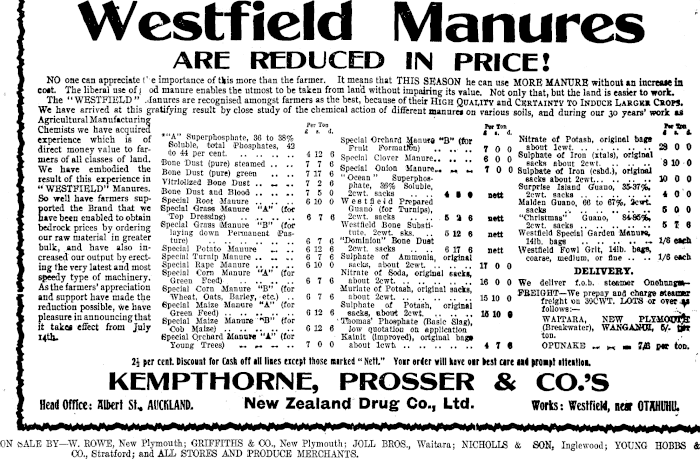 Westfield Manures
ARE REDUCED IN PRICE!
NO one can appreciate the importance of this more than the farmer. It means that THIS SEASON he can use MORE MANURE without an increase in
cost. The liberal use of good manure enables the utmost to be taken from land without impairing its value. Not only that, but the land is easier to work.
The "WESTFIELD" Manures are recognised amongst farmers as the best, because of their HIGH QUALITY and CERTAINTY TO INDUCE LARGER CROPS.
We have arrived at this gratifying result by close study of the chemical action of different manures on various soils, and during our 30 years' work as
Agricultural Manufacturing
Chemists we have acquired
experience which is of
direct money value to far-
mers of all classes of land.
We have embodied the
result of this experience in
"WESTFIELD" Manures.
So well have farmers sup-
ported the Brand that we
have been enabled to obtain
bedrock prices by ordering
our raw material in greater
bulk, and have also in-
creased our output by erect-
ing the very latest and most
speedy type of machinery.
As the farmers' appreciation
and support have made the
reduction possible, we have
pleasure in announcing that
it takes effect from July
14th.
Per Ton
£ s. d.
"A" Superphosphate, 36 to 38%
Soluble, total Phosphates, 42
to 44 per cent. 4 12 6
Bone Dust (pure) steamed 7 7 6
Bone Dust (pure) green 7 17 6
Vitriolized Bone Dust 7 2 6
Bone Dust and Blood 7 5 0
Special Root Manure 6 10 0
Special Grass Manure "A" (for
Top Dressing) 6 7 6
Special Grass Manure "B" (for
laying down Permanent Pas-
ture) 6 7 6
Special Potato Manure 6 12 6
Special Turnip Manure 6 7 6
Special Rape Manure 6 10 0
Special Corn Manure "A" (for
Green Feed) 6 7 6
Special Corn Manure "B" (for
Wheat, Oats, Barley, etc.) 6 7 6
Special Maize Manure "A" (for
Green Feed) 6 12 6
Special Maize Manure "B" (for
Cob Maize) 6 12 6
Special Orchard Manure "A" (for
Young Trees) 7 0 0
Per Ton
£ s. d.
Special Orchard Manure "B" (for
Fruit Formation) 7 0 0
Special Clover Manure 6 0 0
Special Onion Manure 7 0 0
"Ocean" Superphos-
phate, 36% Soluble,
2cwt. sacks nett
Westfield Prepared
Guano (for Turnips),
2cwt. sacks 5 2 6 nett
Westfield Bone Substi-
tute, 2cwt. sks. 5 12 6 nett
"Dominion" Bone Dust
2cwt. sacks 6 17 6 nett
Sulphate of Ammonia, original
sacks, about 2cwt. 17 0 0
Nitrate of Soda, original sacks,
about 2cwt. 16 0 0
Muriate of Potash, original sacks,
about 2cwt. 15 10 0
Sulphate of Potash, original
sacks, about 2cwt. 16 10 0
Thomas' Phosphate (Basic Slag),
low quotation on application
Kainit (improved), original bags
about 1cwt. 4 7 6
Per Ton
£ s. d.
Nitrate of Potash, original bags
about 1cwt. 0 0
Sulphate of Iron (xtals), original
sacks about 2cwt. 8 10 0
Sulphate of Iron (cshd.), original
sacks about 2cwt. 10 0 0
Surprise Island Guano, 35-37%,
2cwt. sacks 4 0 0
Malden Guano, 66 to 67%, 2cwt.
sacks 5 0 0
"Christmas" Guano, 84-85%,
2cwt. sacks 5 7 6
Westfield Special Garden Manure,
14lb. bags 1/6 each
Westfield Fowl Grit, 14lb. bags,
coarse, medium, or fine 1/6 each
DELIVERY.
We deliver f.o.b. steamer Onehunga—
FREIGHT—We prepay and charge steamer
freight on 30CWT. LOTS or over as
follows:—
WAITARA, NEW PLYMOUTH
(Breakwater), WANGANUI, 5/- per
ton.
OPUNAKE 7/6 per ton.
2½ per cent. Discount for Cash off all lines except those marked "Nett." Your order will have our best care and prompt attention.
KEMPTHORNE, PROSSER & CO.'S
Head Office: Albert St., AUCKLAND. New Zealand Drug Co., Ltd. Works: Westfield, near OTAHUHU.
ON SALE BY—W. ROWE, New Plymouth; GRIFFITHS & CO., New Plymouth; JOLL BROS., Waitara; NICHOLLS & SON, Inglewood; YOUNG HOBBS &
CO., Stratford; and ALL STORES AND PRODUCE MERCHANTS.